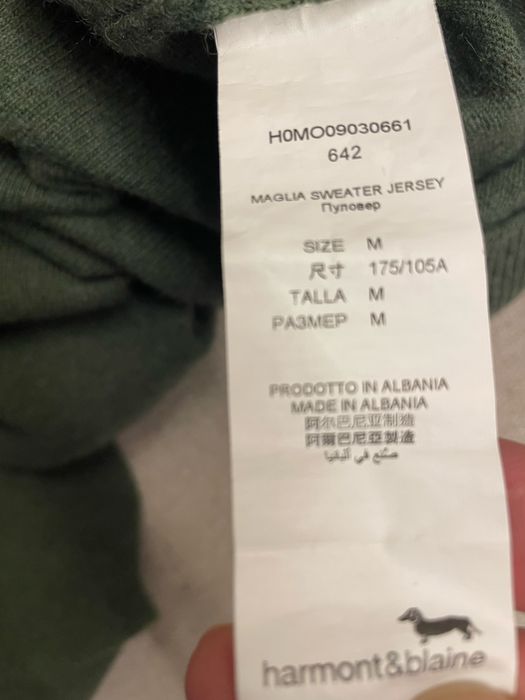 H0MO09030661
642
MAGLIA SWEATER JERSEY
Пуловер
SIZE M
尺寸 175/105A
TALLA M
РАЗМЕР M
PRODOTTO IN ALBANIA
MADE IN ALBANIA
阿尔巴尼亚制造
阿爾巴尼亞製造
صنع في ألبانيا
harmont&blaine